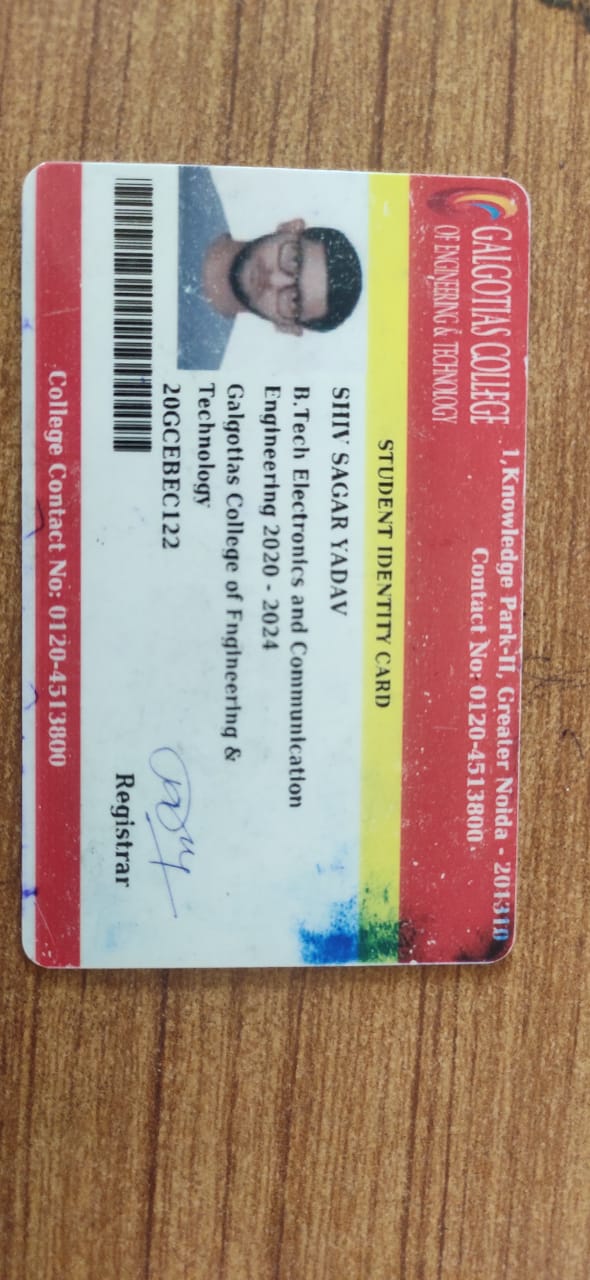 GALGOTIAS COLLEGE
OF ENGINEERING & TECHNOLOGY
1,Knowledge Park-II, Greater Noida - 201310
Contact No: 0120-4513800
STUDENT IDENTITY CARD
SHIV SAGAR YADAV
B.Tech Electronics and Communication
Engineering 2020 - 2024
Galgotias College of Engineering &
Technology
20GCEBEC122
Registrar
College Contact No: 0120-4513800